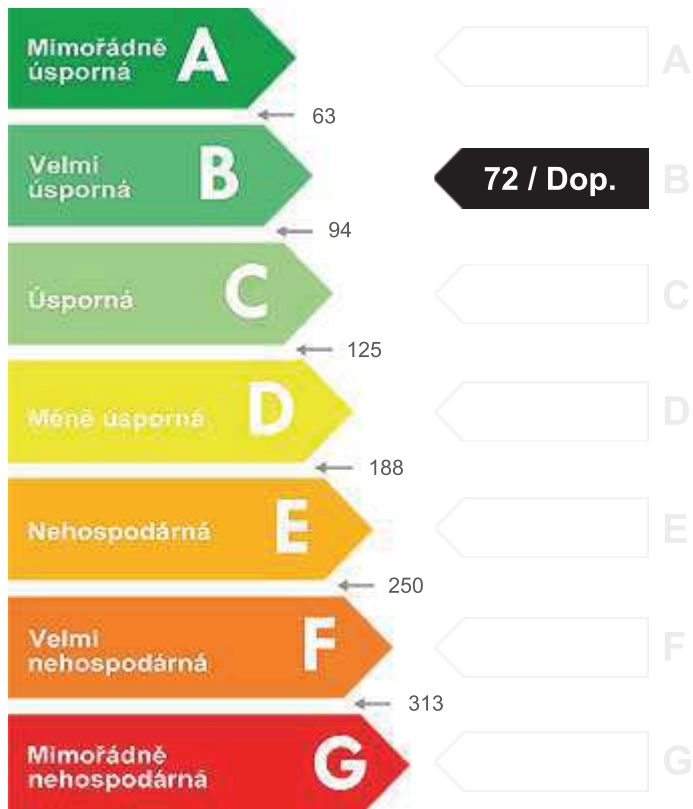 Mimořádně
úsporná
A
A
63
Velmi
úsporná
B
72 / Dop.
B
94
Úsporná
C
C
125
Méně úsporná
D
D
188
Nehospodárná
E
E
250
Velmi
nehospodárná
F
F
313
Mimořádně
nehospodárná
G
G